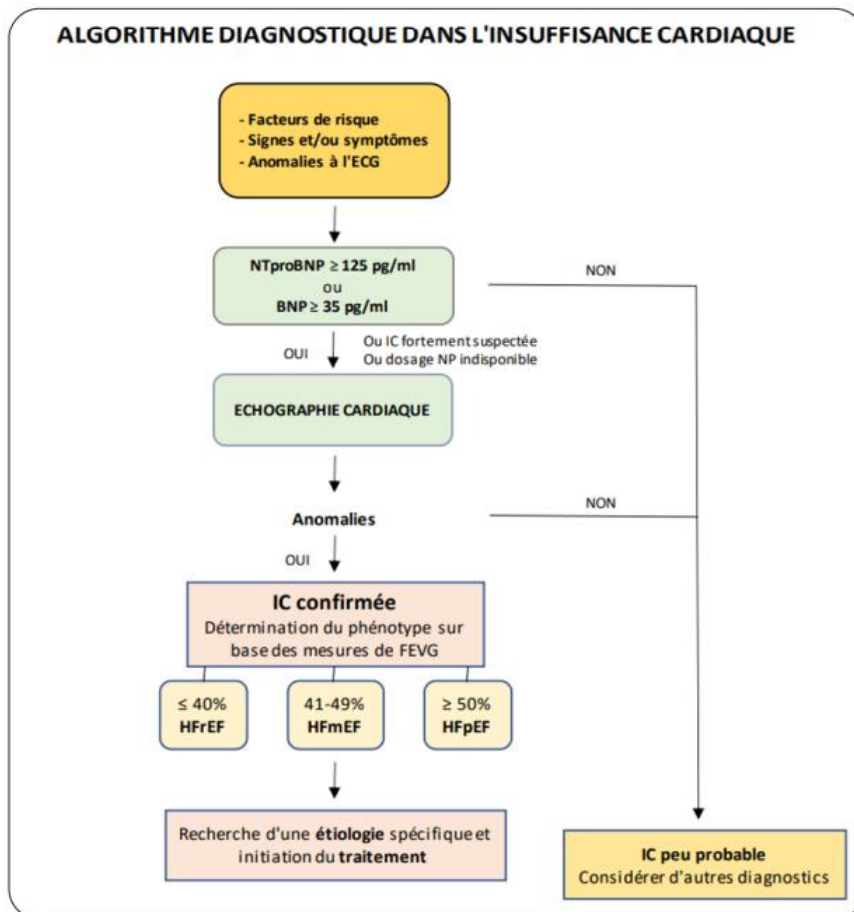 ALGORITHME DIAGNOSTIQUE DANS L'INSUFFISANCE CARDIAQUE
- Facteurs de risque
- Signes et/ou symptômes
- Anomalies à l'ECG
NTproBNP ≥ 125 pg/ml
ou
BNP ≥ 35 pg/ml
NON
OUI
Ou IC fortement suspectée
Ou dosage NP indisponible
ECHOGRAPHIE CARDIAQUE
Anomalies
NON
OUI
IC confirmée
Détermination du phénotype sur
base des mesures de FEVG
≤ 40%
HFrEF
41-49%
HFmEF
≥ 50%
HFpEF
Recherche d'une étiologie spécifique et
initiation du traitement
IC peu probable
Considérer d'autres diagnostics